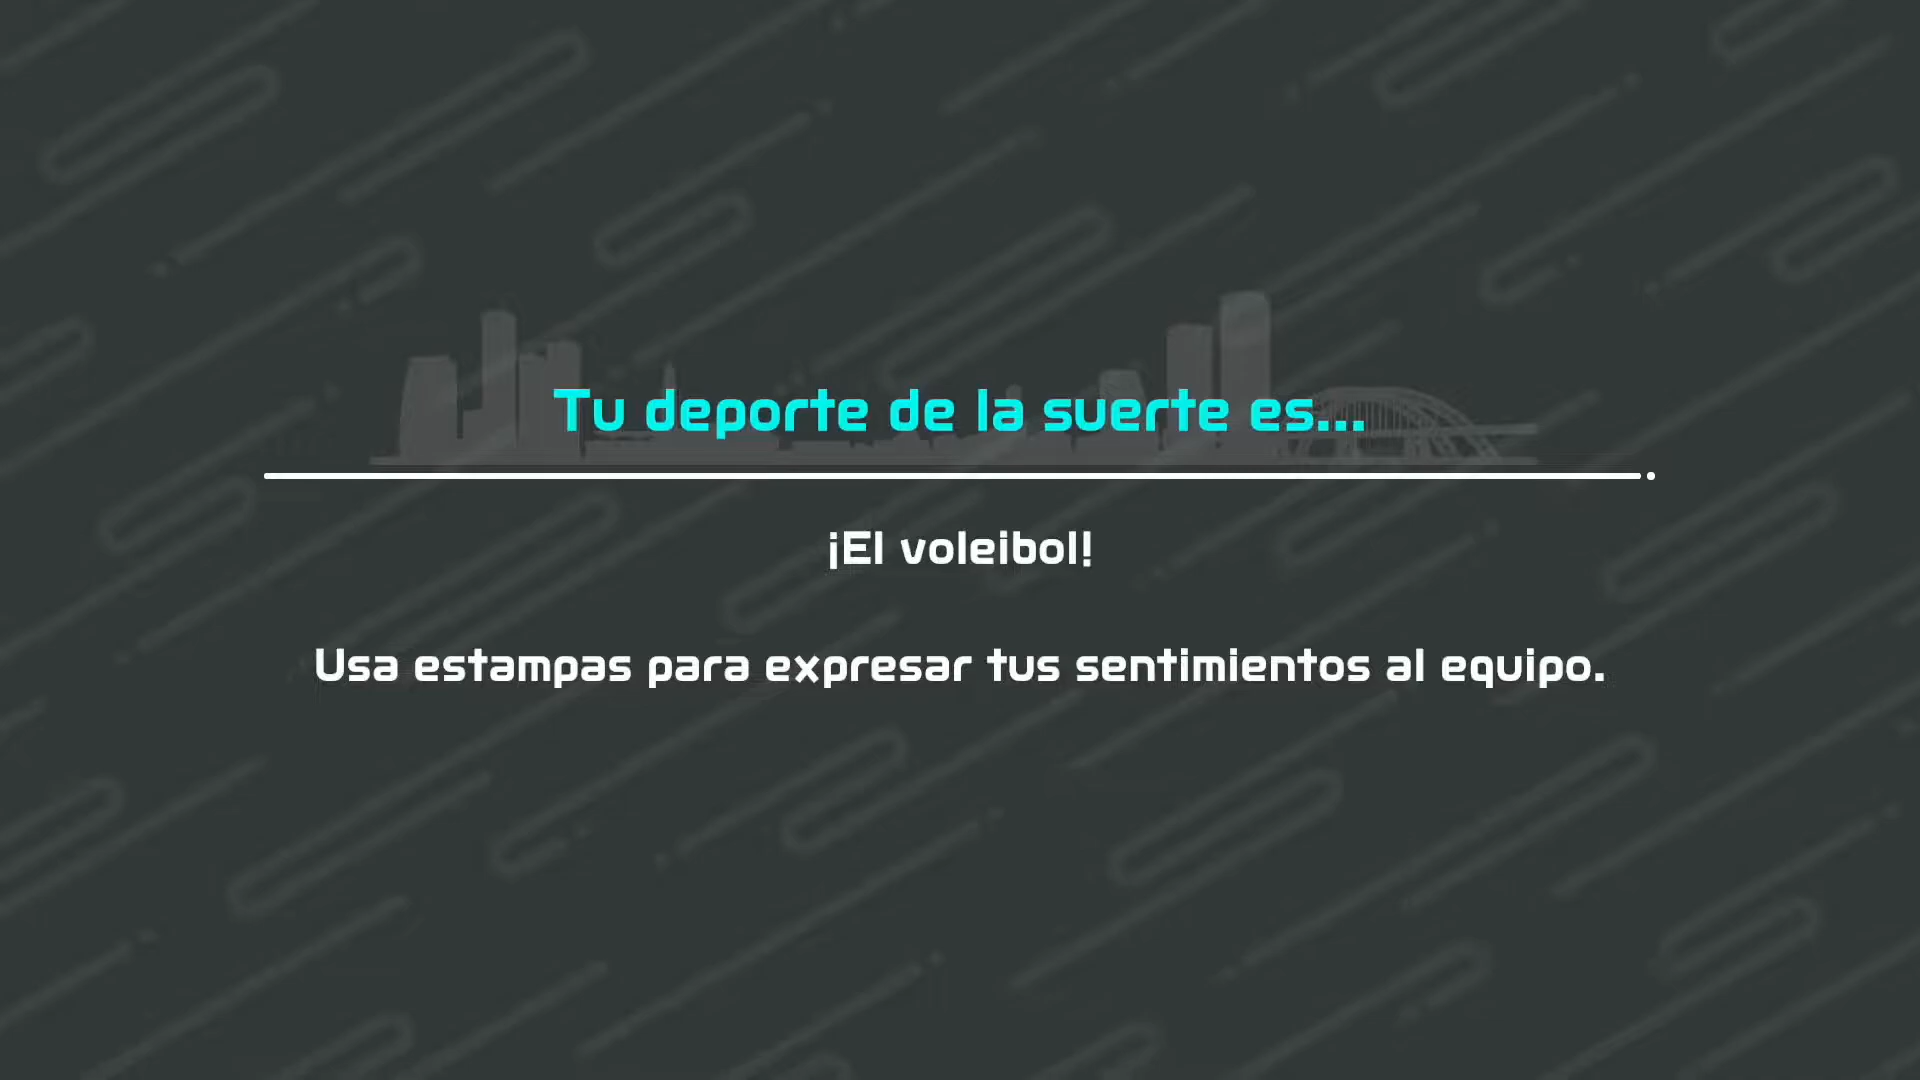 Tu deporte de la suerte es...
¡El voleibol!
Usa estampas para expresar tus sentimientos al equipo.